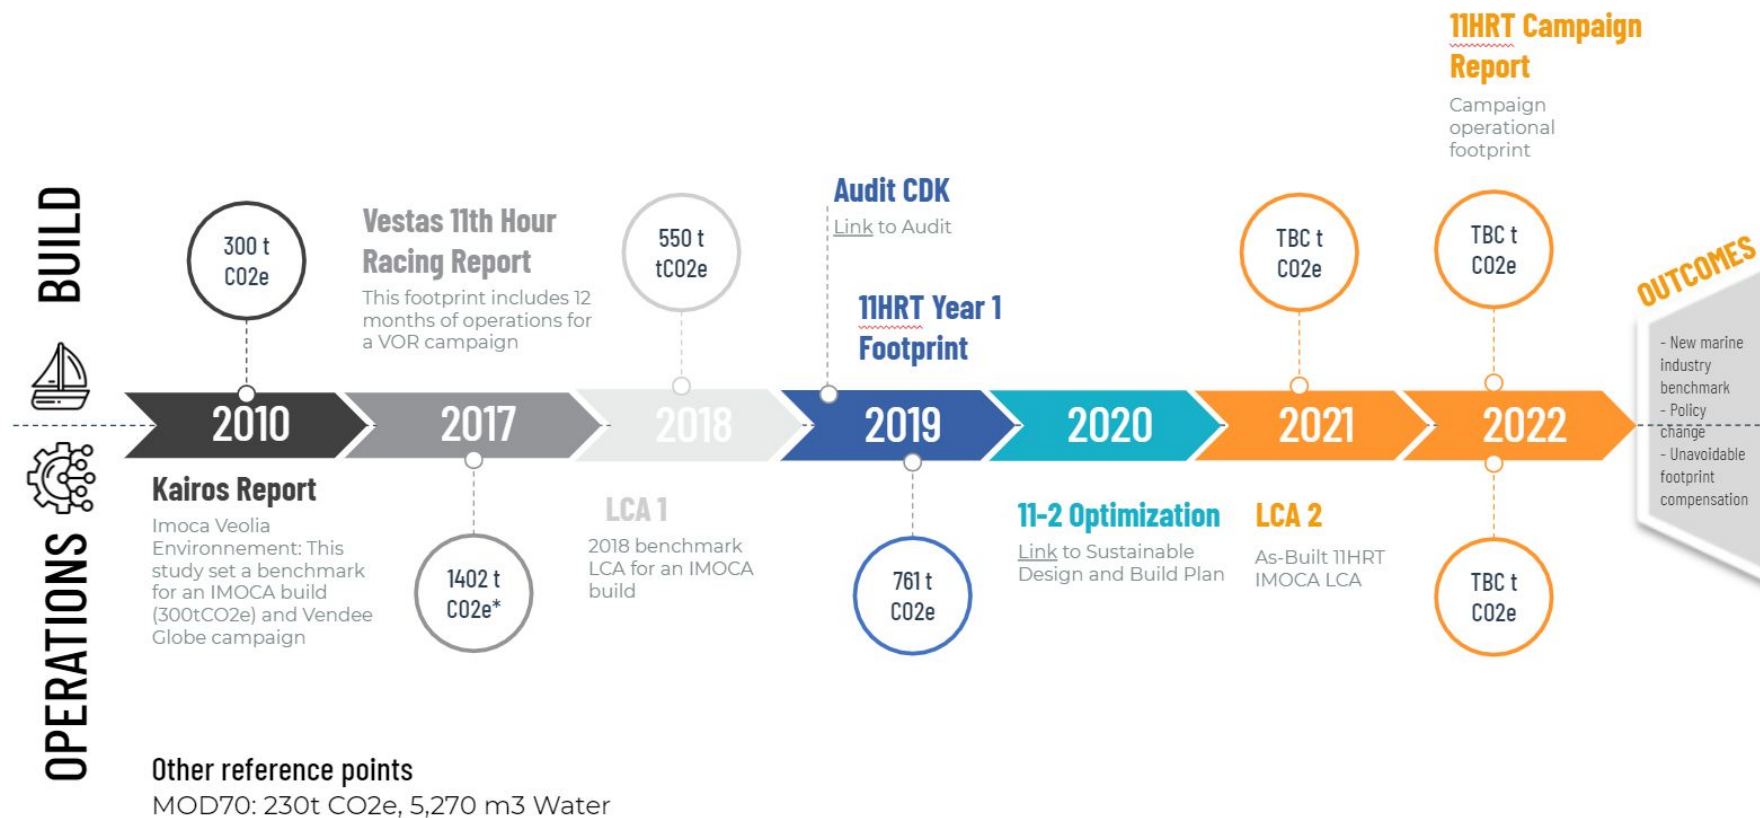 11HRT Campaign
Report
Campaign
operational
footprint
BUILD
300 t
CO2e
Vestas 11th Hour
Racing Report
This footprint includes 12
months of operations for
a VOR campaign
550 t
tCO2e
Audit CDK
Link to Audit
11HRT Year 1
Footprint
TBC t
CO2e
TBC t
CO2e
OUTCOMES
- New marine
industry
benchmark
- Policy
change
- Unavoidable
footprint
compensation
2010
2017
2018
2019
2020
2021
2022
OPERATIONS
Kairos Report
Imoca Veolia
Environnement: This
study set a benchmark
for an IMOCA build
(300tCO2e) and Vendee
Globe campaign
1402 t
CO2e*
LCA 1
2018 benchmark
LCA for an IMOCA
build
761 t
CO2e
11-2 Optimization
Link to Sustainable
Design and Build Plan
LCA 2
As-Built 11HRT
IMOCA LCA
TBC t
CO2e
Other reference points
MOD70: 230t CO2e, 5,270 m3 Water